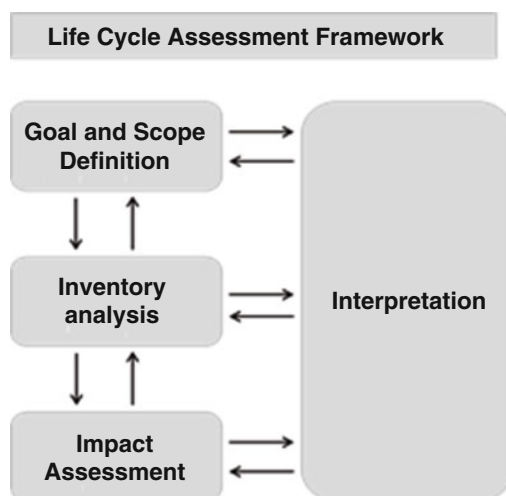 Life Cycle Assessment Framework
Goal and Scope
Definition
Inventory
analysis
Interpretation
Impact
Assessment